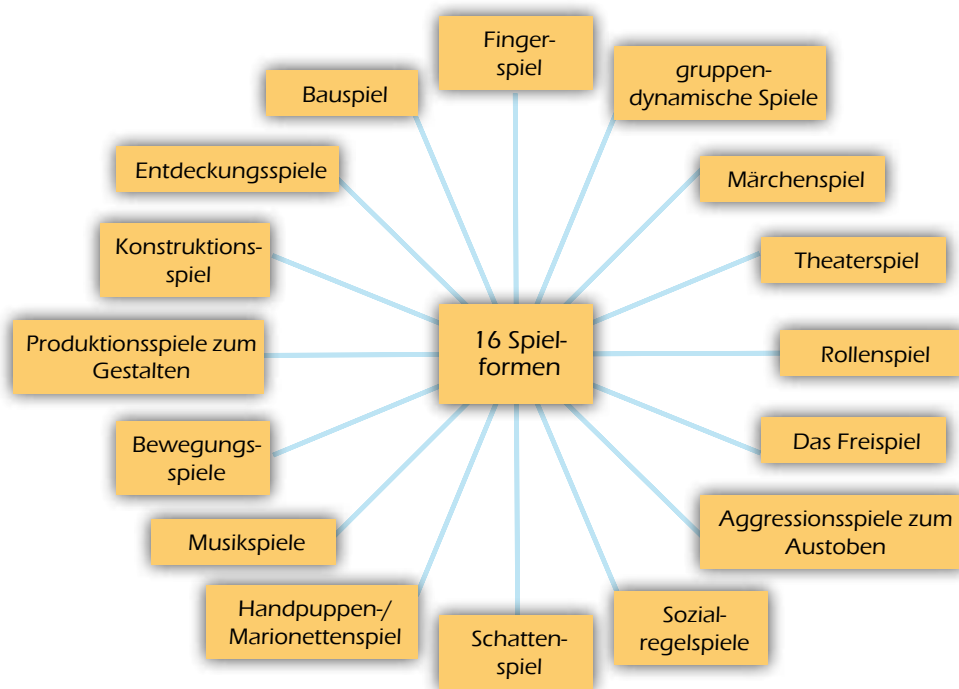 16 Spiel-
formen
Finger-
spiel
gruppen-
dynamische Spiele
Märchenspiel
Theaterspiel
Rollenspiel
Das Freispiel
Aggressionsspiele zum
Austoben
Sozial-
regelspiele
Schatten-
spiel
Handpuppen-/
Marionettenspiel
Musikspiele
Bewegungs-
spiele
Produktionsspiele zum
Gestalten
Konstruktions-
spiel
Entdeckungsspiele
Bauspiel